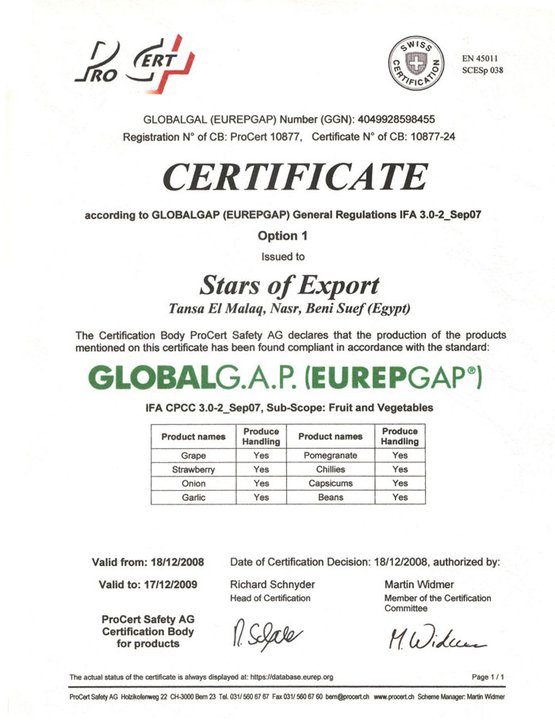 PRO CERT
SWISS CERTIFICATION
EN 45011
SCESp 038
GLOBALGAL (EUREPGAP) Number (GGN): 4049928598455
Registration N° of CB: ProCert 10877, Certificate N° of CB: 10877-24
CERTIFICATE
according to GLOBALGAP (EUREPGAP) General Regulations IFA 3.0-2_Sep07
Option 1
Issued to
Stars of Export
Tansa El Malaq, Nasr, Beni Suef (Egypt)
The Certification Body ProCert Safety AG declares that the production of the products
mentioned on this certificate has been found compliant in accordance with the standard:
GLOBALG.A.P. (EUREPGAP®)
IFA CPCC 3.0-2_Sep07, Sub-Scope: Fruit and Vegetables
Product names Produce Handling Product names Produce Handling
Grape Yes Pomegranate Yes
Strawberry Yes Chillies Yes
Onion Yes Capsicums Yes
Garlic Yes Beans Yes
Valid from: 18/12/2008 Date of Certification Decision: 18/12/2008, authorized by:
Valid to: 17/12/2009 Richard Schnyder Martin Widmer
Head of Certification Member of the Certification
Committee
ProCert Safety AG
Certification Body
for products
M. Widmer
The actual status of the certificate is always displayed at: https://database.eurep.org Page 1 / 1
ProCert Safety AG Holzikofenweg 22 CH-3000 Bern 23 Tel. 031/ 560 67 67 Fax 031/ 560 67 60 bern@procert.ch www.procert.ch Scheme Manager: Martin Widmer